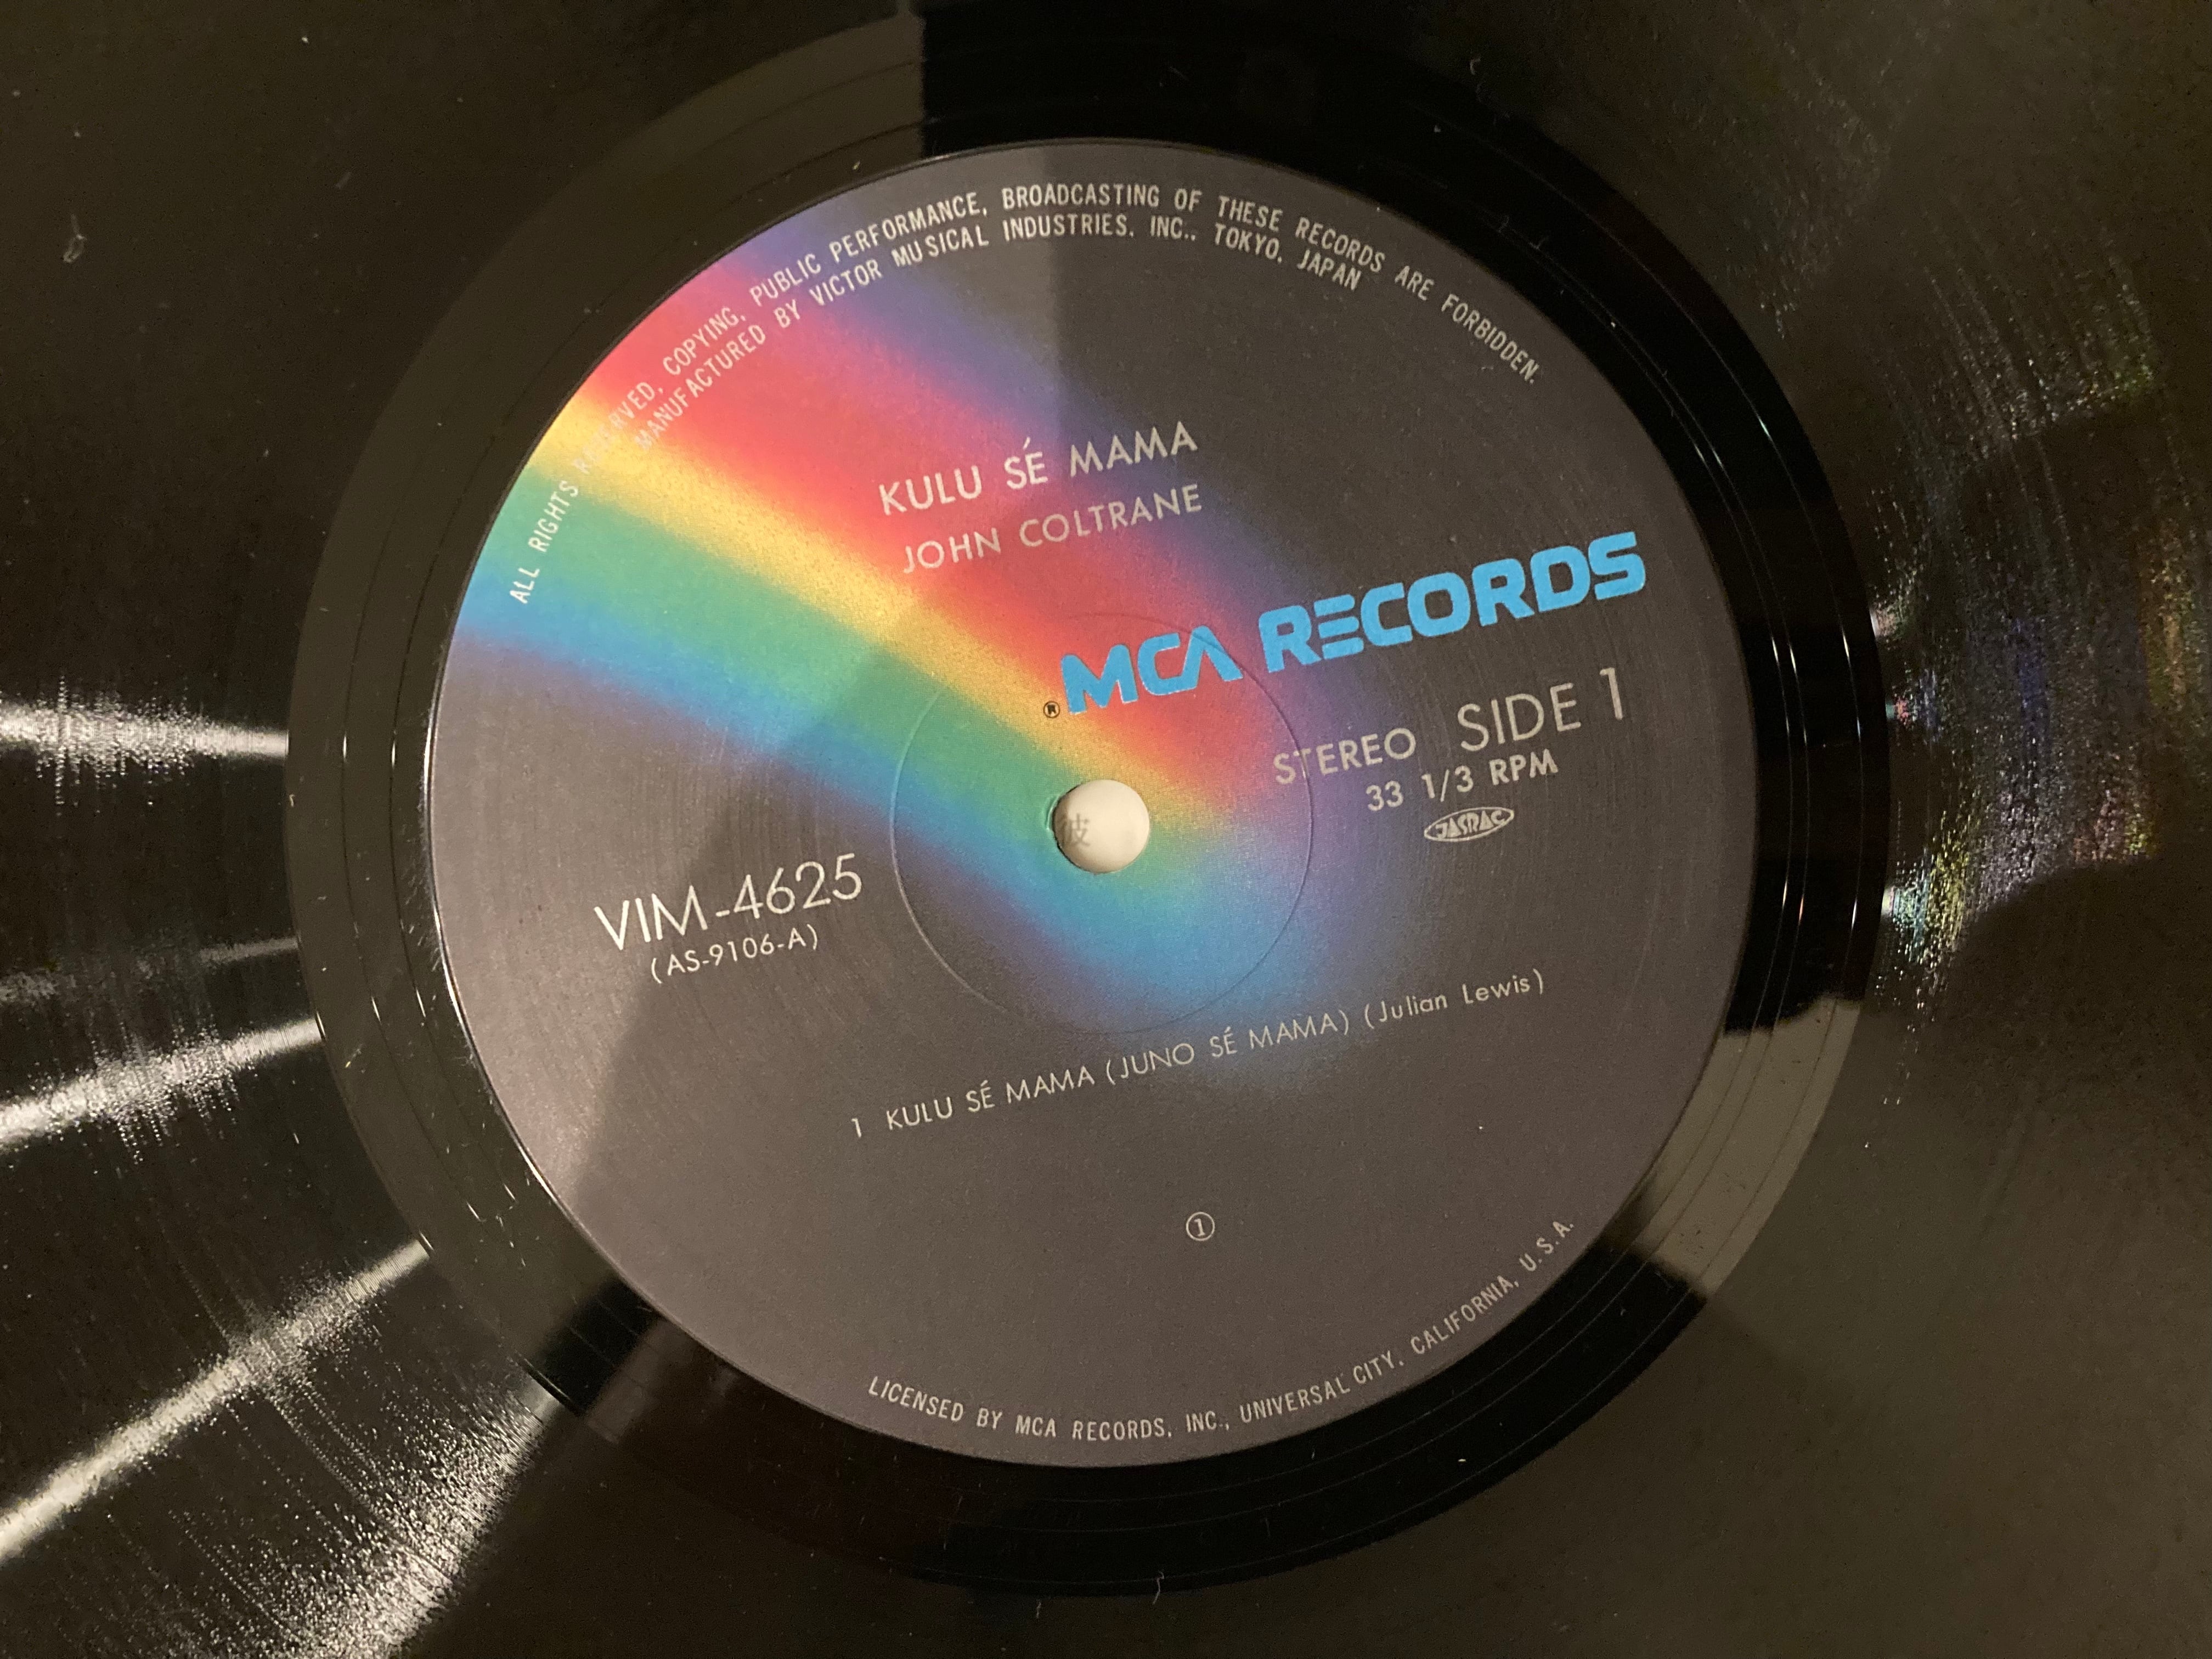 ALL RIGHTS RESERVED, COPYING, PUBLIC PERFORMANCE, BROADCASTING OF THESE RECORDS ARE FORBIDDEN.
MANUFACTURED BY VICTOR MUSICAL INDUSTRIES, INC., TOKYO, JAPAN
KULU SÉ MAMA
JOHN COLTRANE
® MCA RECORDS
STEREO SIDE 1
33 1/3 RPM
JASRAC
VIM-4625
(AS-9106-A)
彼
1 KULU SÉ MAMA (JUNO SÉ MAMA) (Julian Lewis)
①
LICENSED BY MCA RECORDS, INC., UNIVERSAL CITY, CALIFORNIA, U.S.A.